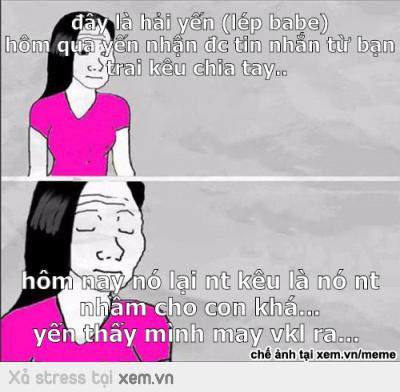 đây là hải yến (lép babe)
hôm qua yến nhận đc tin nhắn từ bạn
trai kêu chia tay..
hôm nay nó lại nt kêu là nó nt
nhầm cho con khá...
yến thấy mình may vkl ra...
chế ảnh tại xem.vn/meme
Xả stress tại xem.vn